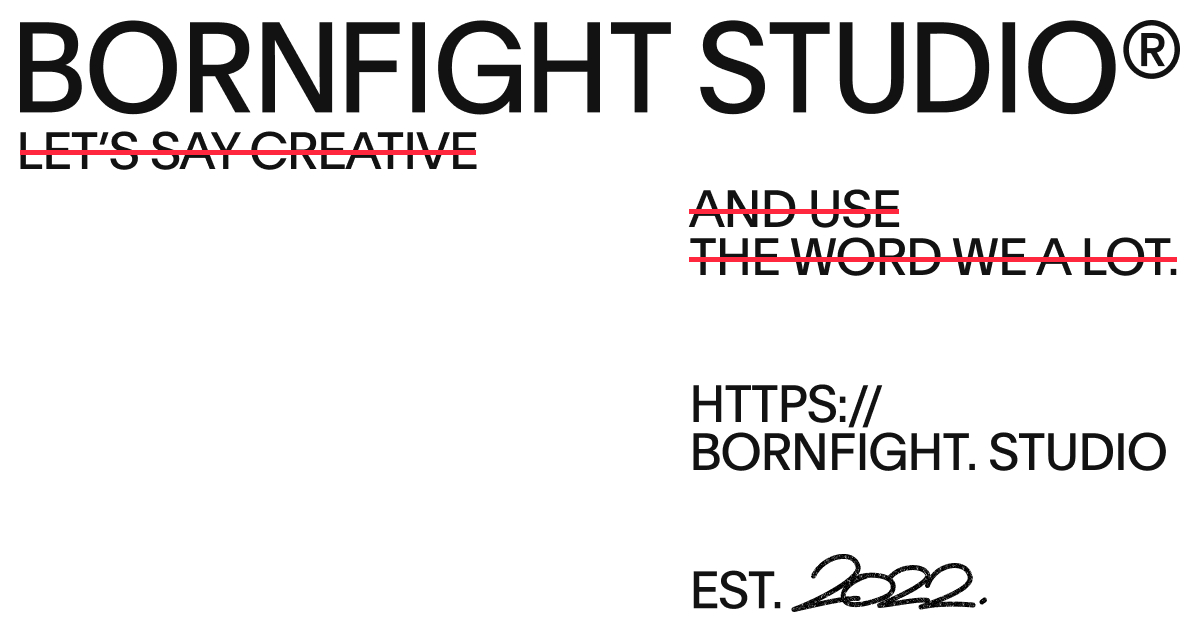 BORNFIGHT STUDIO®
LET’S SAY CREATIVE
AND USE
THE WORD WE A LOT.
HTTPS://
BORNFIGHT. STUDIO
EST. 2022.